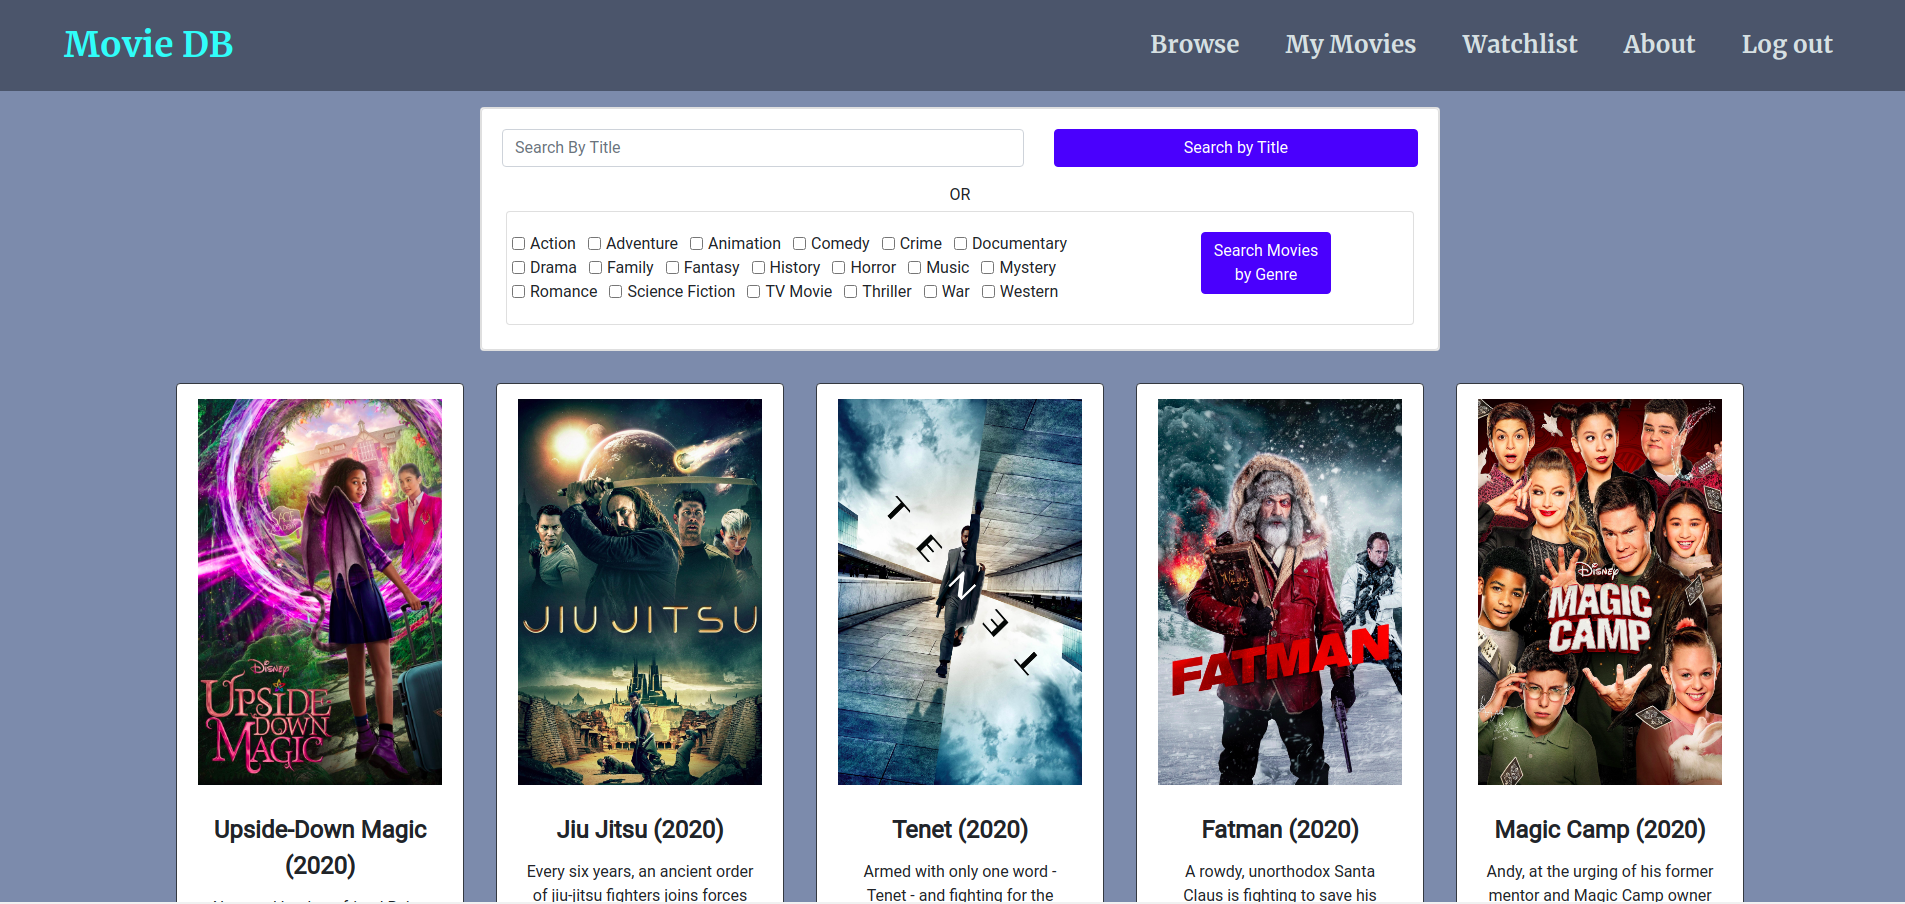 Movie DB
Browse My Movies Watchlist About Log out
Search By Title
Search by Title
OR
Action Adventure Animation Comedy Crime Documentary
Drama Family Fantasy History Horror Music Mystery
Romance Science Fiction TV Movie Thriller War Western
Search Movies
by Genre
Disney
UPSIDE
DOWN
MAGIC
JIU JITSU
TENET
FATMAN
Disney
MAGIC
CAMP
Upside-Down Magic
(2020)
Jiu Jitsu (2020)
Every six years, an ancient order
of jiu-jitsu fighters joins forces
Tenet (2020)
Armed with only one word -
Tenet - and fighting for the
Fatman (2020)
A rowdy, unorthodox Santa
Claus is fighting to save his
Magic Camp (2020)
Andy, at the urging of his former
mentor and Magic Camp owner